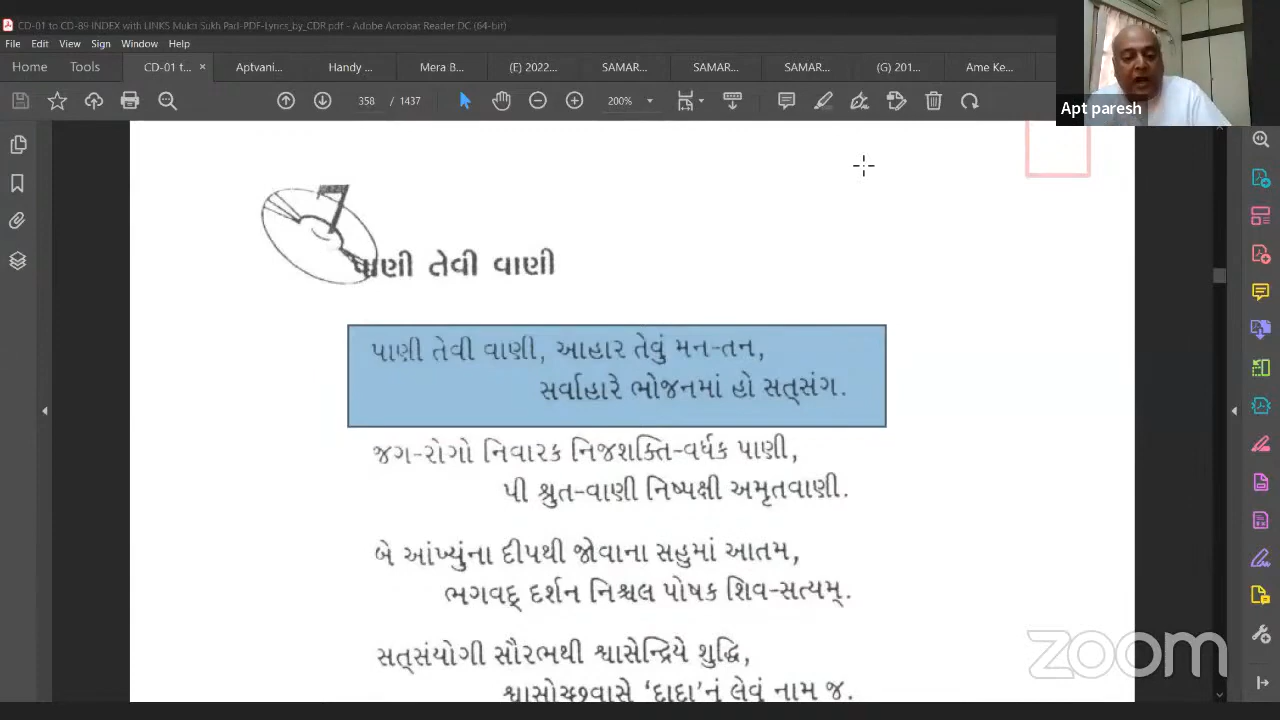 CD-01 to CD-89 INDEX with LINKS Mukti Sukh Pad-PDF-Lyrics_by_CDR.pdf - Adobe Acrobat Reader DC (64-bit)
File Edit View Sign Window Help
Home Tools CD-01 t... × Aptvani... Handy ... Mera B... (E) 2022... SAMAR... SAMAR... SAMAR... (G) 201... Ame Ke...
358 / 1437 200%
Apt paresh
પાણી તેવી વાણી
પાણી તેવી વાણી, આહાર તેવું મન-તન,
સર્વાહારે ભોજનમાં હો સત્સંગ.
જગ-રોગો નિવારક નિજશક્તિ-વર્ધક પાણી,
પી શ્રુત-વાણી નિષ્પક્ષી અમૃતવાણી.
બે આંખ્યુંના દીપથી જોવાના સહુમાં આતમ,
ભગવદ્ દર્શન નિશ્ચલ પોષક શિવ-સત્યમ્.
સત્સંયોગી સૌરભથી શ્વાસેન્દ્રિયે શુદ્ધિ,
શ્વાસોચ્છવાસે ‘દાદા’નું લેવું નામ જ.
zoom